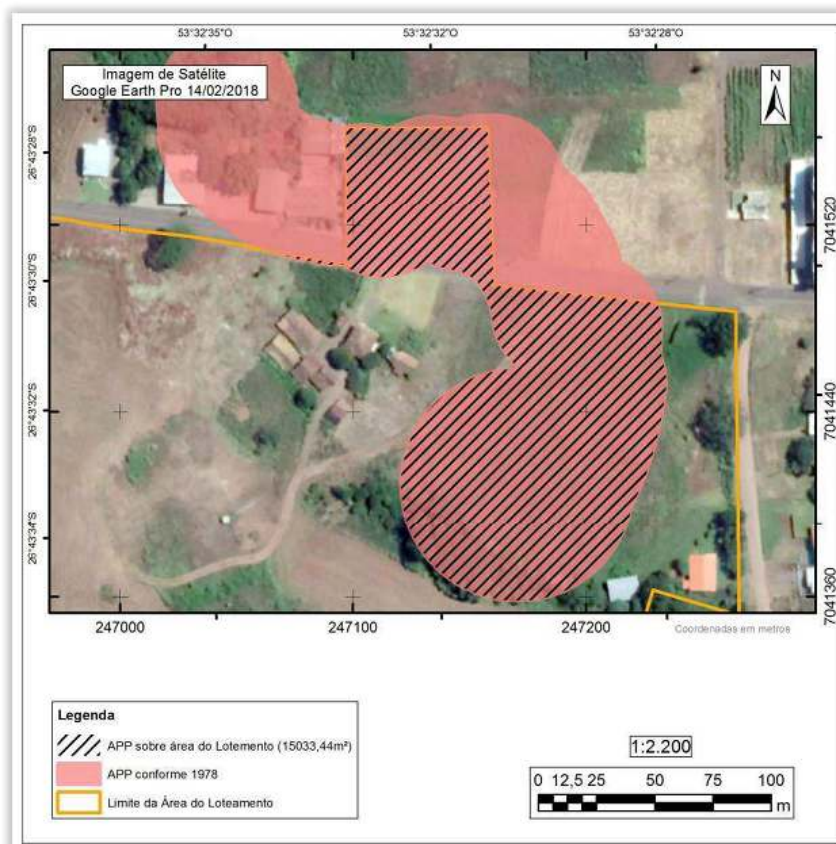 53°32'35"O
53°32'32"O
53°32'28"O
Imagem de Satélite
Google Earth Pro 14/02/2018
N
26°43'28"S
26°43'30"S
26°43'32"S
26°43'34"S
7041520
7041440
7041360
247000
247100
247200
Coordenadas em metros
Legenda
APP sobre área do Lotemento (15033,44m²)
APP conforme 1978
Limite da Área do Loteamento
1:2.200
0 12,5 25 50 75 100
m